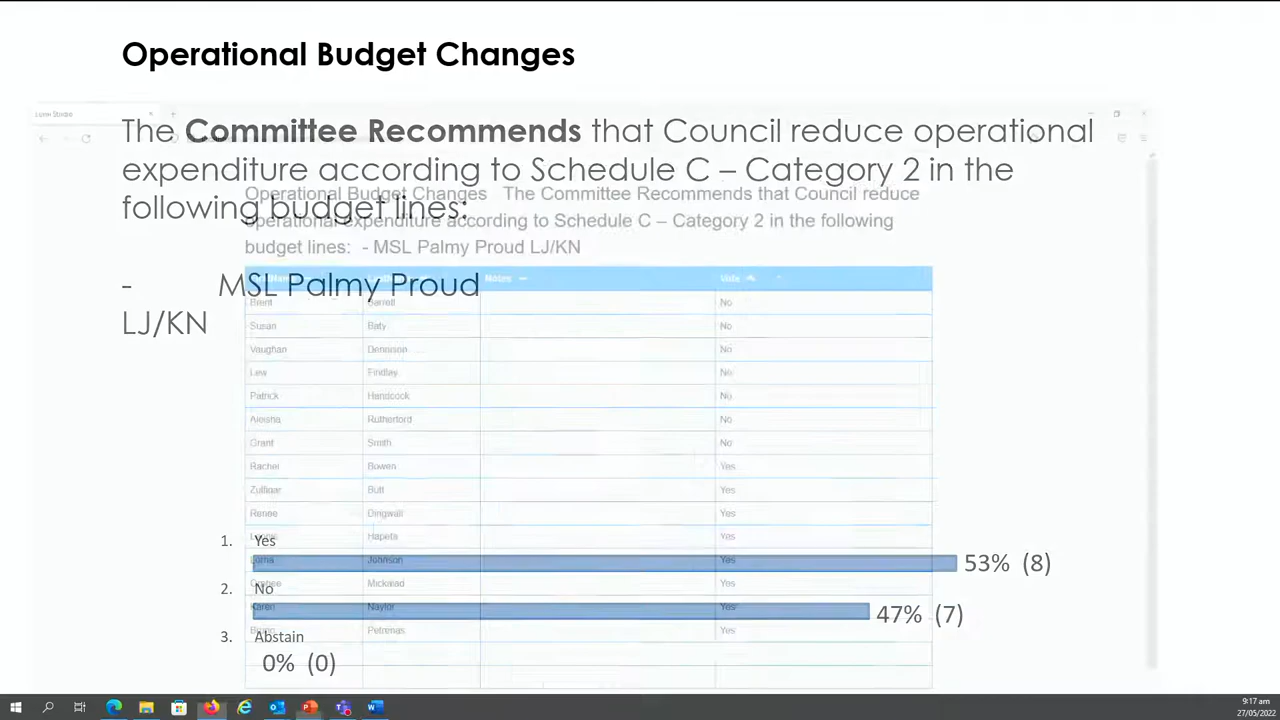 Operational Budget Changes
The Committee Recommends that Council reduce operational
expenditure according to Schedule C – Category 2 in the
following budget lines:
- MSL Palmy Proud
LJ/KN
Operational Budget Changes The Committee Recommends that Council reduce
operational expenditure according to Schedule C – Category 2 in the following
budget lines: - MSL Palmy Proud LJ/KN
Notes Vote
Brent Barrett No
Susan Baty No
Vaughan Dennison No
Lew Findlay No
Patrick Handcock No
Aleisha Rutherford No
Grant Smith No
Rachel Bowen Yes
Zulfiqar Butt Yes
Renee Dingwall Yes
Hapeta Yes
Lorna Johnson Yes
Orphee Mickalad Yes
Karen Naylor Yes
Bruno Petrenas Yes
1. Yes
53% (8)
2. No
47% (7)
3. Abstain
0% (0)
9:17 am
27/05/2022